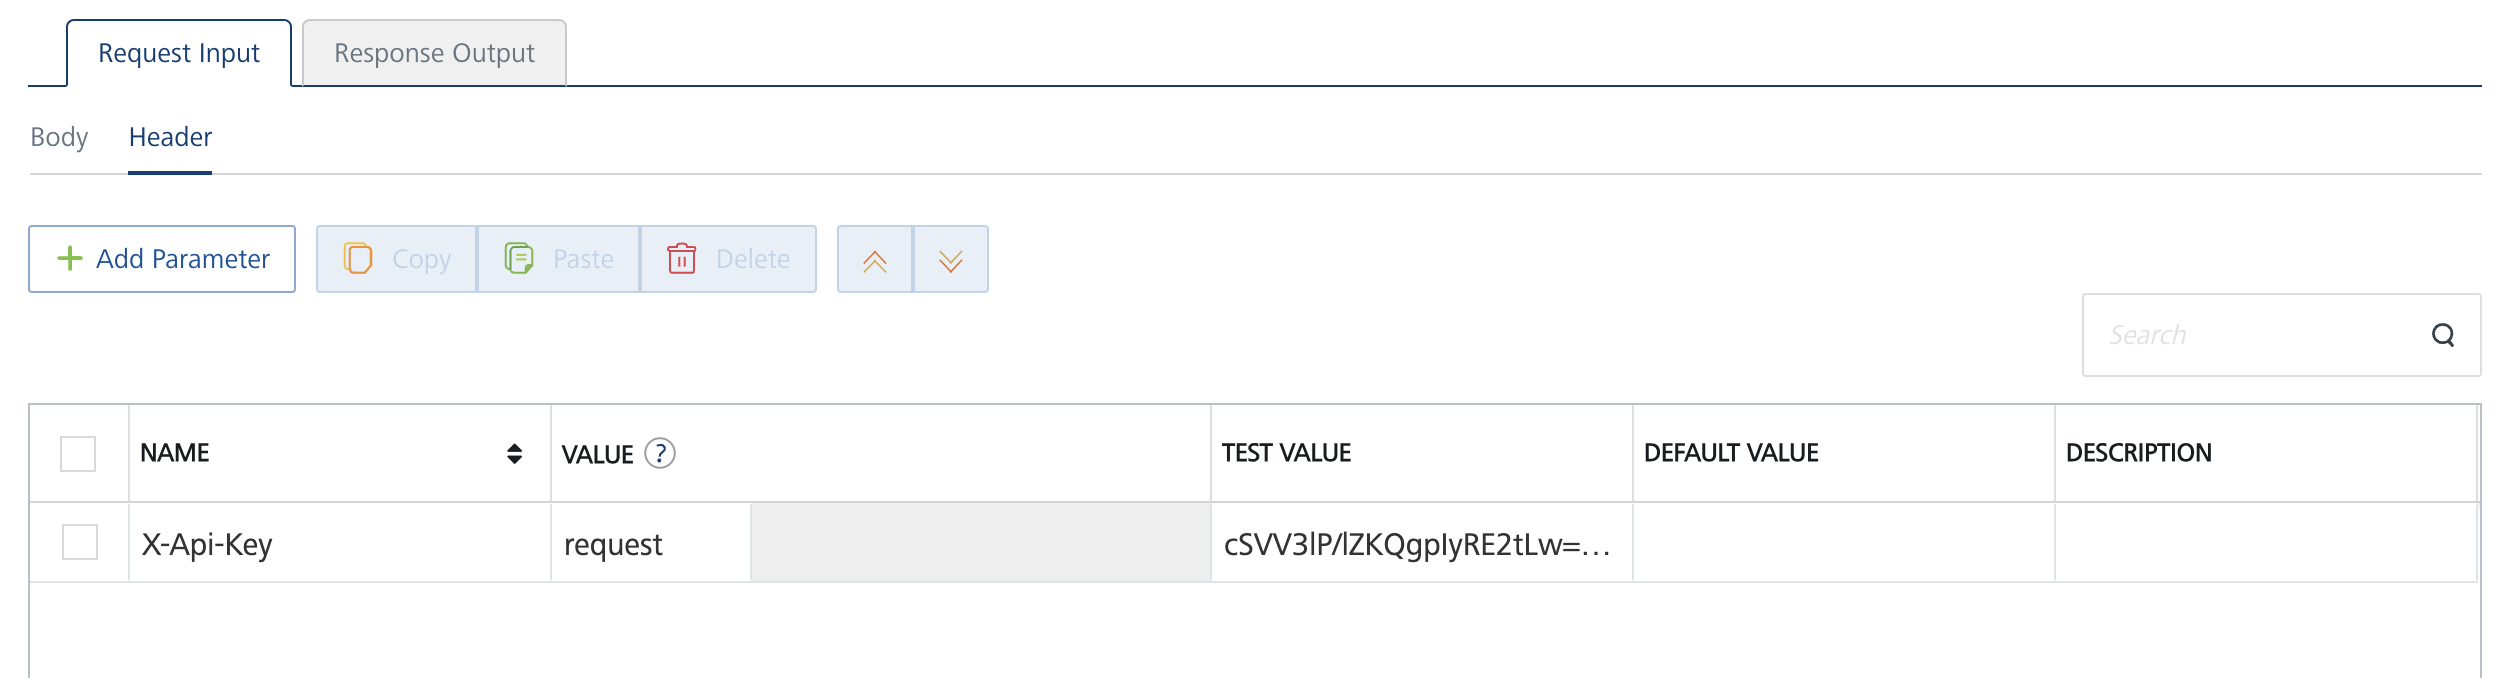 Request Input Response Output
Body Header
Add Parameter Copy Paste Delete
Search
NAME VALUE ? TEST VALUE DEFAULT VALUE DESCRIPTION
X-Api-Key request cSVV3lP/lZKQgplyRE2tLw=...